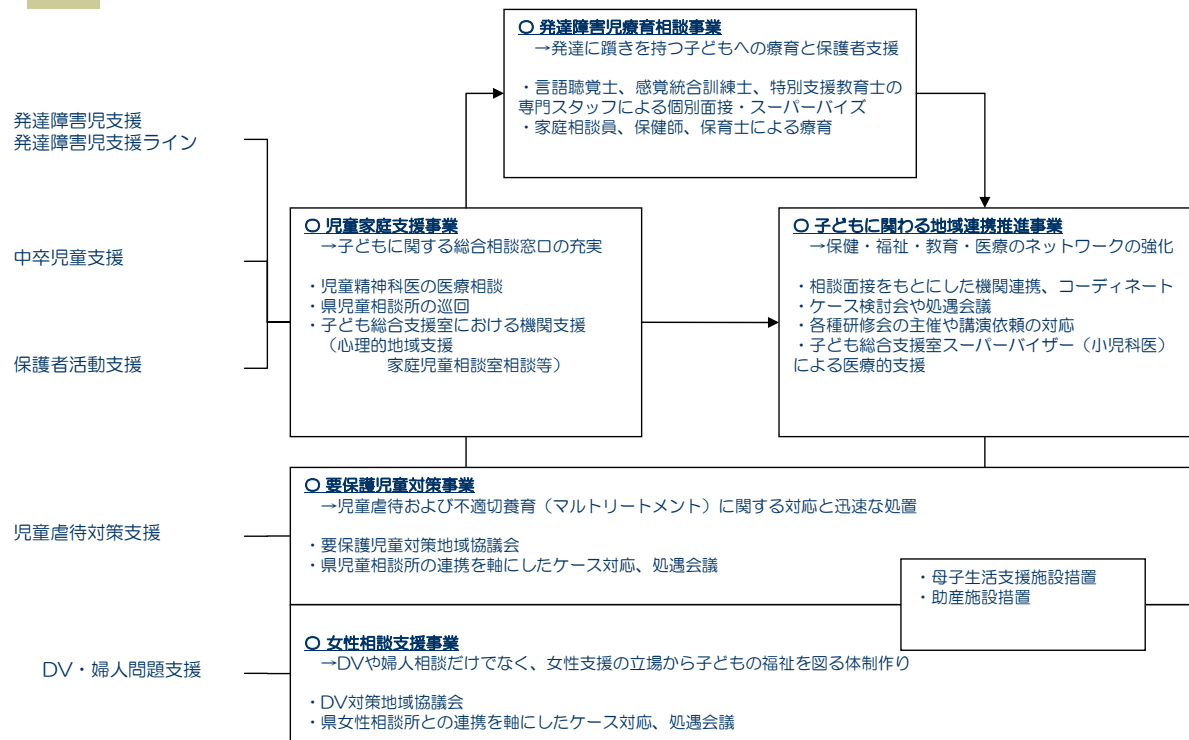 発達障害児支援
発達障害児支援ライン
中卒児童支援
保護者活動支援
児童虐待対策支援
DV・婦人問題支援
〇 発達障害児療育相談事業
→発達に躓きを持つ子どもへの療育と保護者支援
・言語聴覚士、感覚統合訓練士、特別支援教育士の
専門スタッフによる個別面接・スーパーバイズ
・家庭相談員、保健師、保育士による療育
〇 児童家庭支援事業
→子どもに関する総合相談窓口の充実
・児童精神科医の医療相談
・県児童相談所の巡回
・子ども総合支援室における機関支援
（心理的地域支援
家庭児童相談室相談等）
〇 子どもに関わる地域連携推進事業
→保健・福祉・教育・医療のネットワークの強化
・相談面接をもとにした機関連携、コーディネート
・ケース検討会や処遇会議
・各種研修会の主催や講演依頼の対応
・子ども総合支援室スーパーバイザー（小児科医）
による医療的支援
〇 要保護児童対策事業
→児童虐待および不適切養育（マルトリートメント）に関する対応と迅速な処置
・要保護児童対策地域協議会
・県児童相談所の連携を軸にしたケース対応、処遇会議
・母子生活支援施設措置
・助産施設措置
〇 女性相談支援事業
→DVや婦人相談だけでなく、女性支援の立場から子どもの福祉を図る体制作り
・DV対策地域協議会
・県女性相談所との連携を軸にしたケース対応、処遇会議